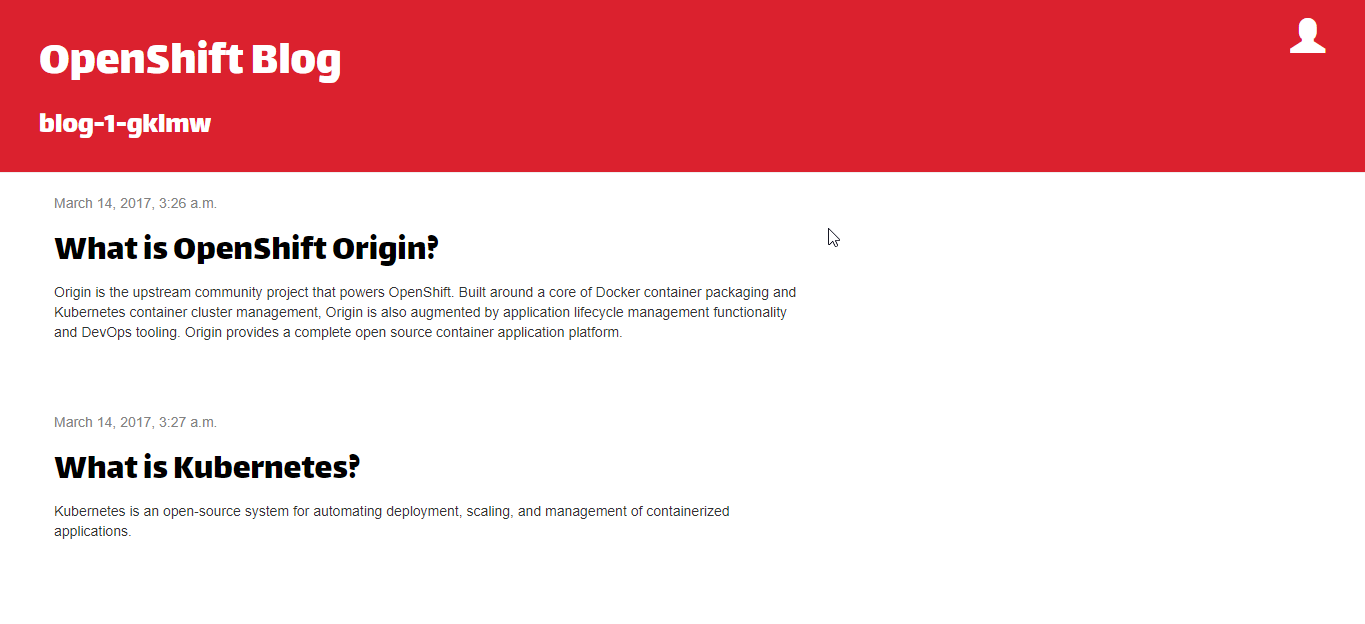 OpenShift Blog
blog-1-gklmw
March 14, 2017, 3:26 a.m.
What is OpenShift Origin?
Origin is the upstream community project that powers OpenShift. Built around a core of Docker container packaging and
Kubernetes container cluster management, Origin is also augmented by application lifecycle management functionality
and DevOps tooling. Origin provides a complete open source container application platform.
March 14, 2017, 3:27 a.m.
What is Kubernetes?
Kubernetes is an open-source system for automating deployment, scaling, and management of containerized
applications.